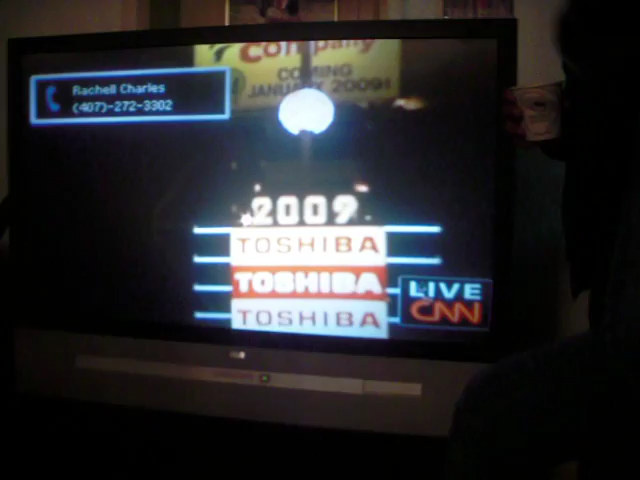 Company
COMING
JANUARY 2009!
Rachell Charles
(407)-272-3302
2009
TOSHIBA
TOSHIBA
TOSHIBA
LIVE
CNN